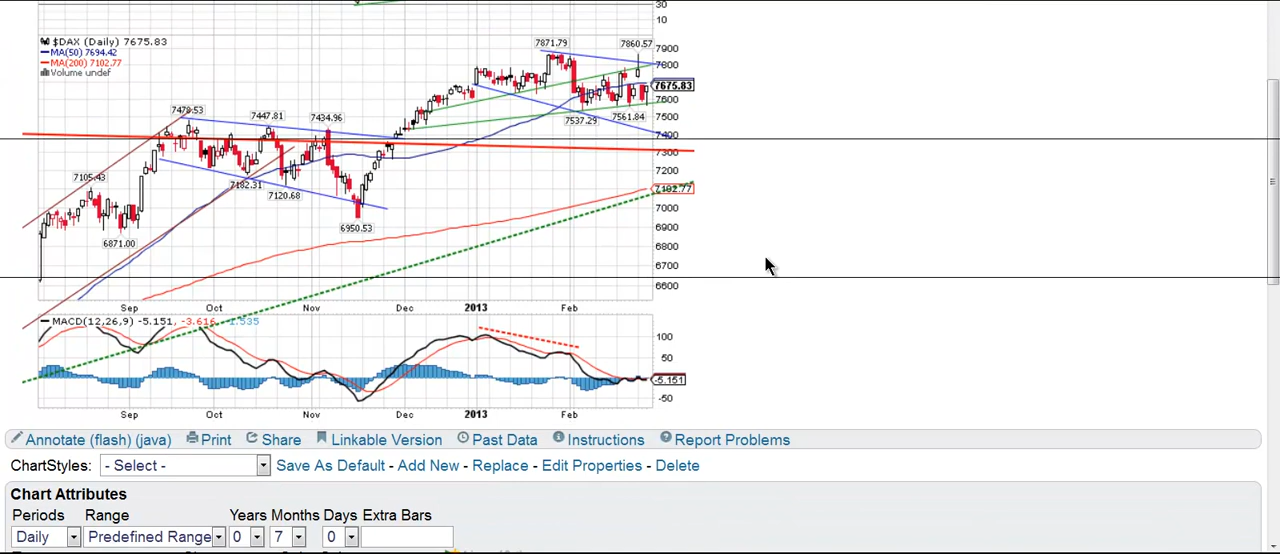 30
10
$DAX (Daily) 7675.83
MA(50) 7694.42
MA(200) 7102.77
Volume undef
7871.79
7860.57
7900
7800
7675.83
7600
7537.29
7561.84
7500
7478.53
7447.81
7434.96
7400
7300
7200
7105.43
7182.31
7120.68
7102.77
7000
6950.53
6900
6871.00
6800
6700
6600
Sep Oct Nov Dec 2013 Feb
MACD(12,26,9) -5.151, -3.616, -1.535
100
50
-5.151
-50
Sep Oct Nov Dec 2013 Feb
Annotate (flash) (java) Print Share Linkable Version Past Data Instructions Report Problems
ChartStyles: - Select - Save As Default - Add New - Replace - Edit Properties - Delete
Chart Attributes
Periods Range Years Months Days Extra Bars
Daily Predefined Range 0 7 0